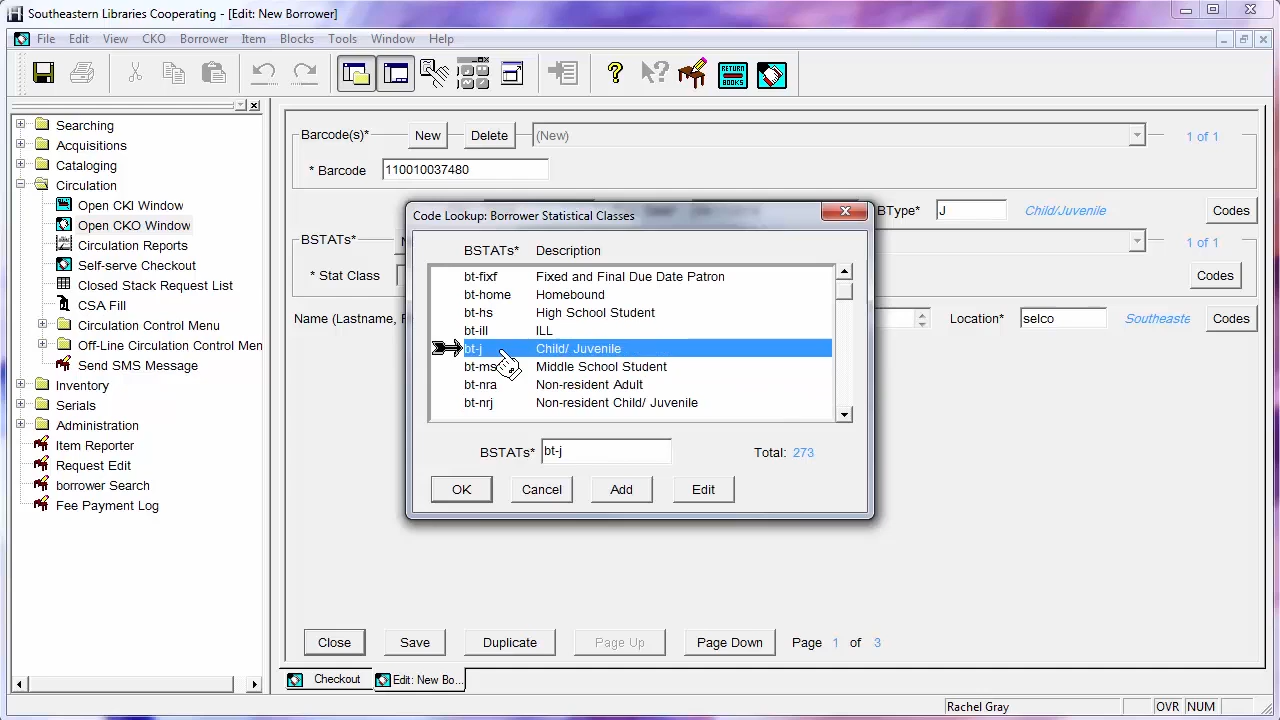 Southeastern Libraries Cooperating - [Edit: New Borrower]
File Edit View CKO Borrower Item Blocks Tools Window Help
RETURN BOOKS
Searching
Acquisitions
Cataloging
Circulation
Open CKI Window
Open CKO Window
Circulation Reports
Self-serve Checkout
Closed Stack Request List
CSA Fill
Circulation Control Menu
Off-Line Circulation Control Men
Send SMS Message
Inventory
Serials
Administration
Item Reporter
Request Edit
borrower Search
Fee Payment Log
Barcode(s)* New Delete (New) 1 of 1
* Barcode 110010037480
BType* J Child/Juvenile Codes
BSTATs* 1 of 1
* Stat Class Codes
Name (Lastname, F Location* selco Southeaste Codes
Code Lookup: Borrower Statistical Classes
BSTATs* Description
bt-fixf Fixed and Final Due Date Patron
bt-home Homebound
bt-hs High School Student
bt-ill ILL
bt-j Child/ Juvenile
bt-ms Middle School Student
bt-nra Non-resident Adult
bt-nrj Non-resident Child/ Juvenile
BSTATs* bt-j Total: 273
OK Cancel Add Edit
Close Save Duplicate Page Up Page Down Page 1 of 3
Checkout Edit: New Bo...
Rachel Gray OVR NUM